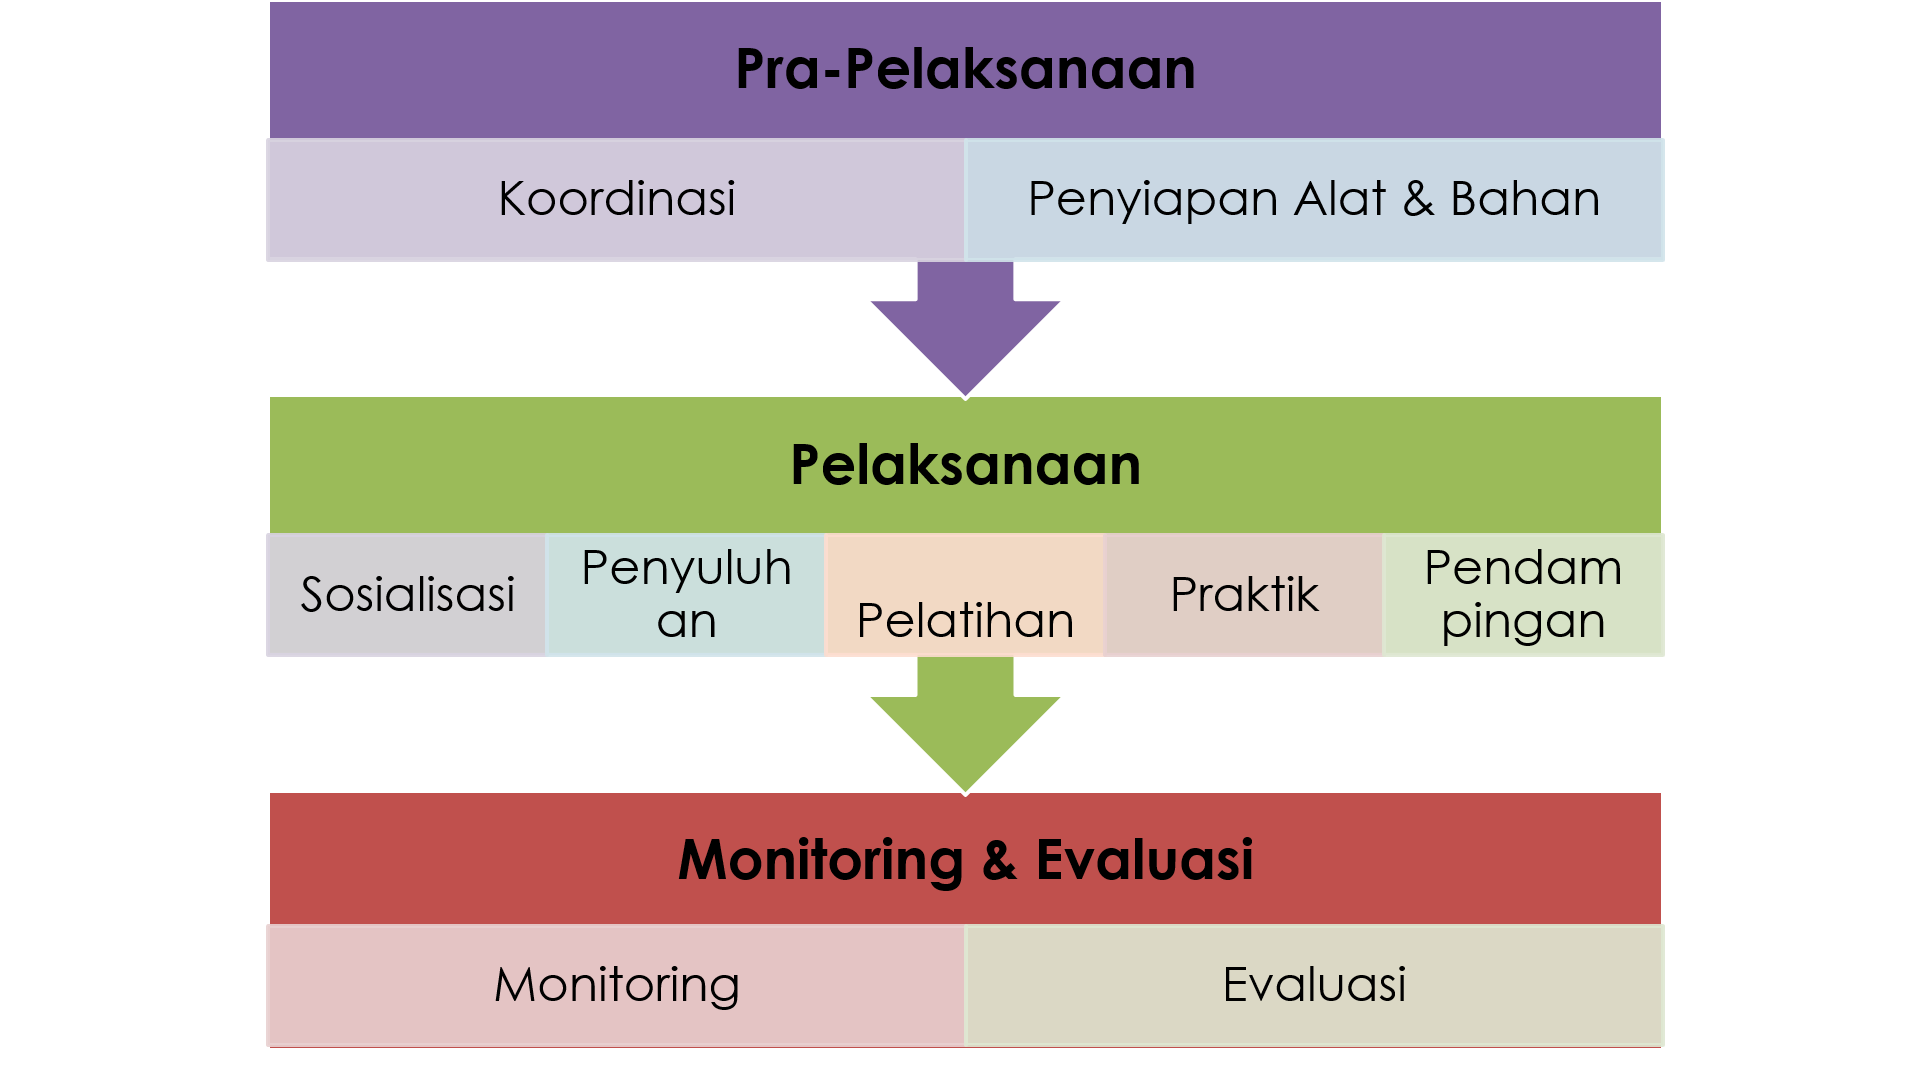 Pra-Pelaksanaan
Koordinasi
Penyiapan Alat & Bahan
Pelaksanaan
Sosialisasi
Penyuluh
an
Pelatihan
Praktik
Pendam
pingan
Monitoring & Evaluasi
Monitoring
Evaluasi